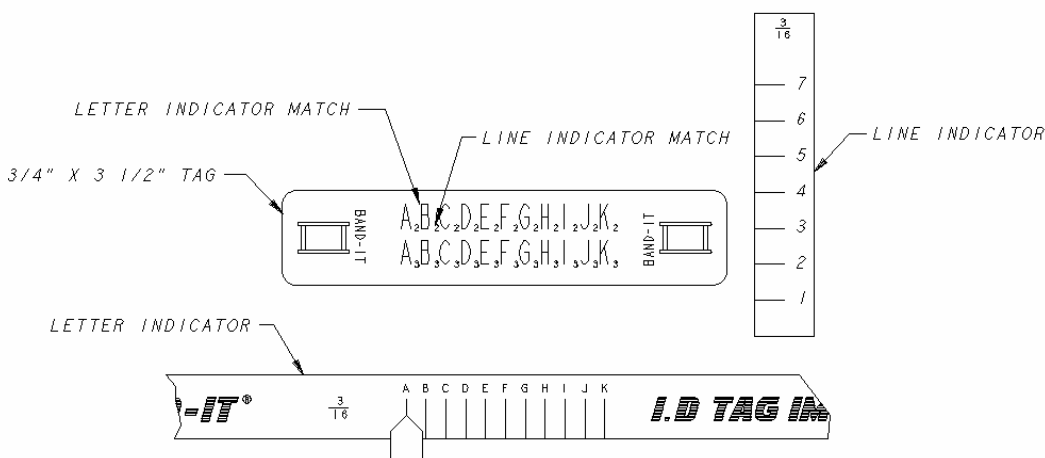 3
16
7
6
5
4
3
2
1
LETTER INDICATOR MATCH
LINE INDICATOR MATCH
LINE INDICATOR
3/4" X 3 1/2" TAG
BAND-IT
A₂B₂C₂D₂E₂F₂G₂H₂I₂J₂K₂
A₃B₃C₃D₃E₃F₃G₃H₃I₃J₃K₃
BAND-IT
LETTER INDICATOR
A B C D E F G H I J K
-IT®
3
16
I.D TAG IM